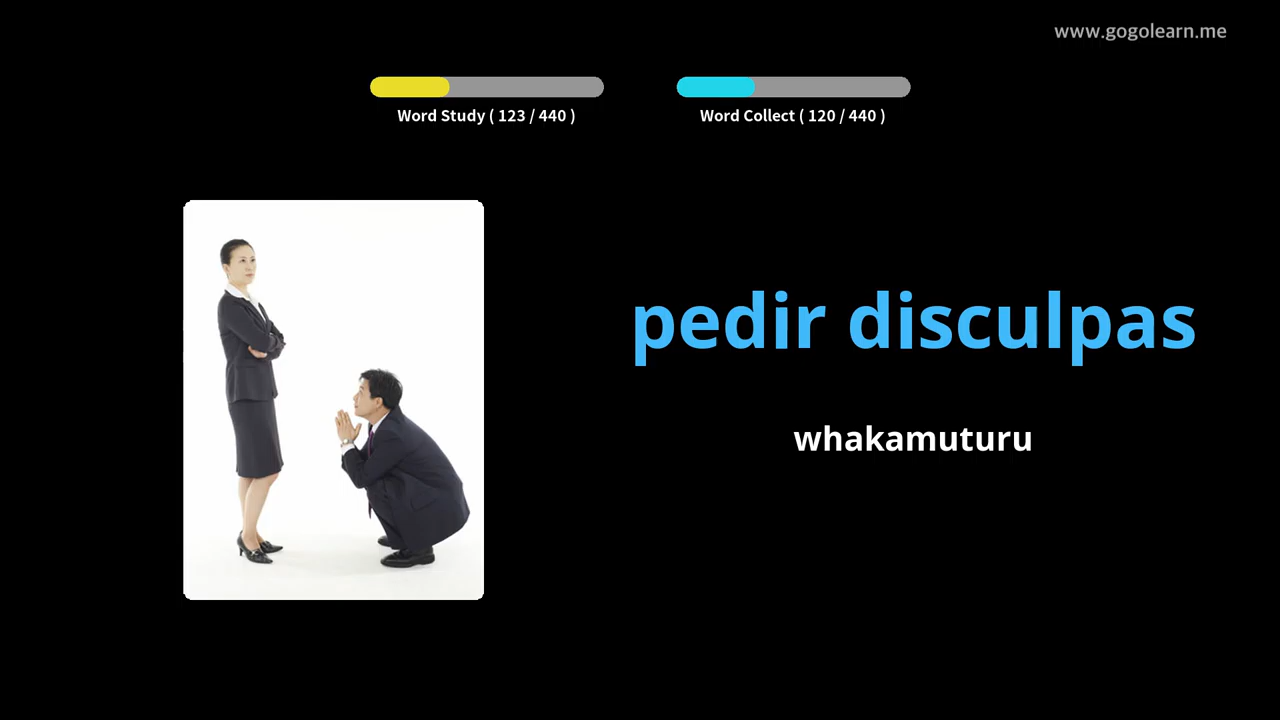 www.gogolearn.me
Word Study ( 123 / 440 )
Word Collect ( 120 / 440 )
pedir disculpas
whakamuturu